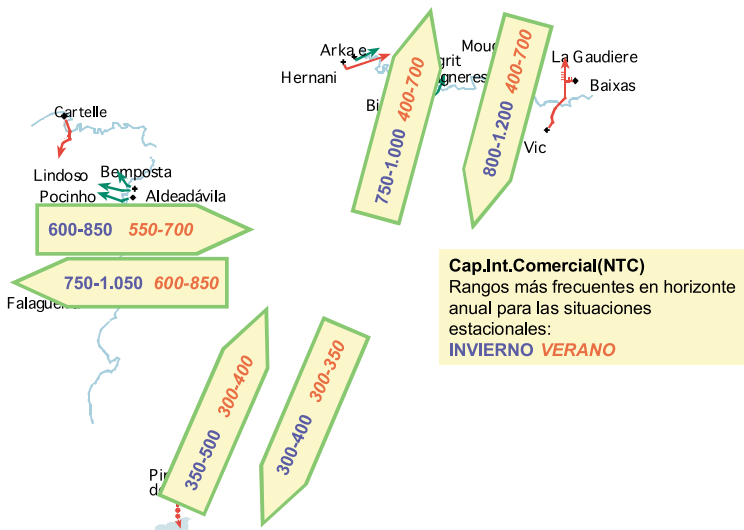 Arka e
Hernani
Moue
grit
gneres
Bi
La Gaudiere
Baixas
Vic
750-1.000 400-700
800-1.200 400-700
Cartelle
Lindoso
Bemposta
Pocinho
Aldeadávila
600-850 550-700
750-1.050 600-850
Cap.Int.Comercial(NTC)
Rangos más frecuentes en horizonte
anual para las situaciones
estacionales:
INVIERNO VERANO
350-500 300-400
300-400 300-350